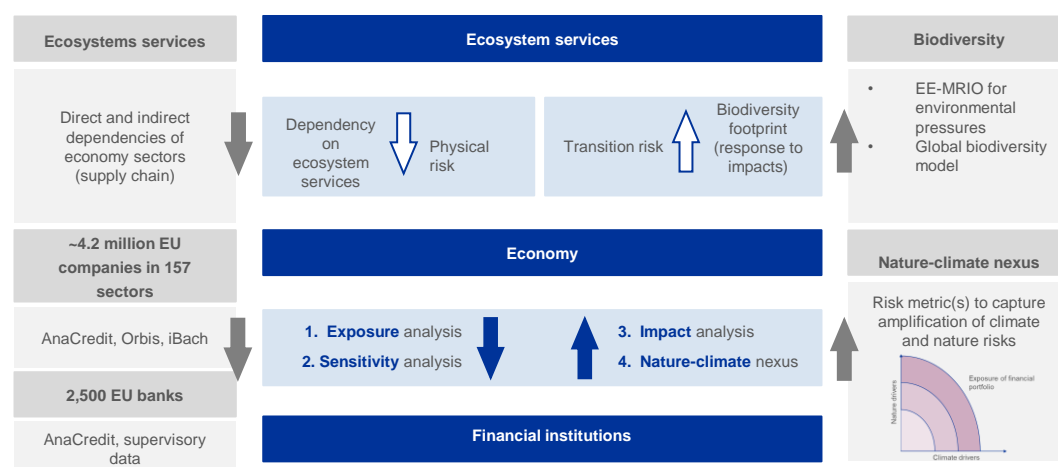 Ecosystems services
Direct and indirect
dependencies of
economy sectors
(supply chain)
~4.2 million EU
companies in 157
sectors
AnaCredit, Orbis, iBach
2,500 EU banks
AnaCredit, supervisory
data
Ecosystem services
Dependency
on
ecosystem
services
Physical
risk
Transition risk
Biodiversity
footprint
(response to
impacts)
Economy
1. Exposure analysis
2. Sensitivity analysis
3. Impact analysis
4. Nature-climate nexus
Financial institutions
Biodiversity
• EE-MRIO for
environmental
pressures
• Global biodiversity
model
Nature-climate nexus
Risk metric(s) to capture
amplification of climate
and nature risks
Exposure of financial
portfolio
Nature drivers
Climate drivers